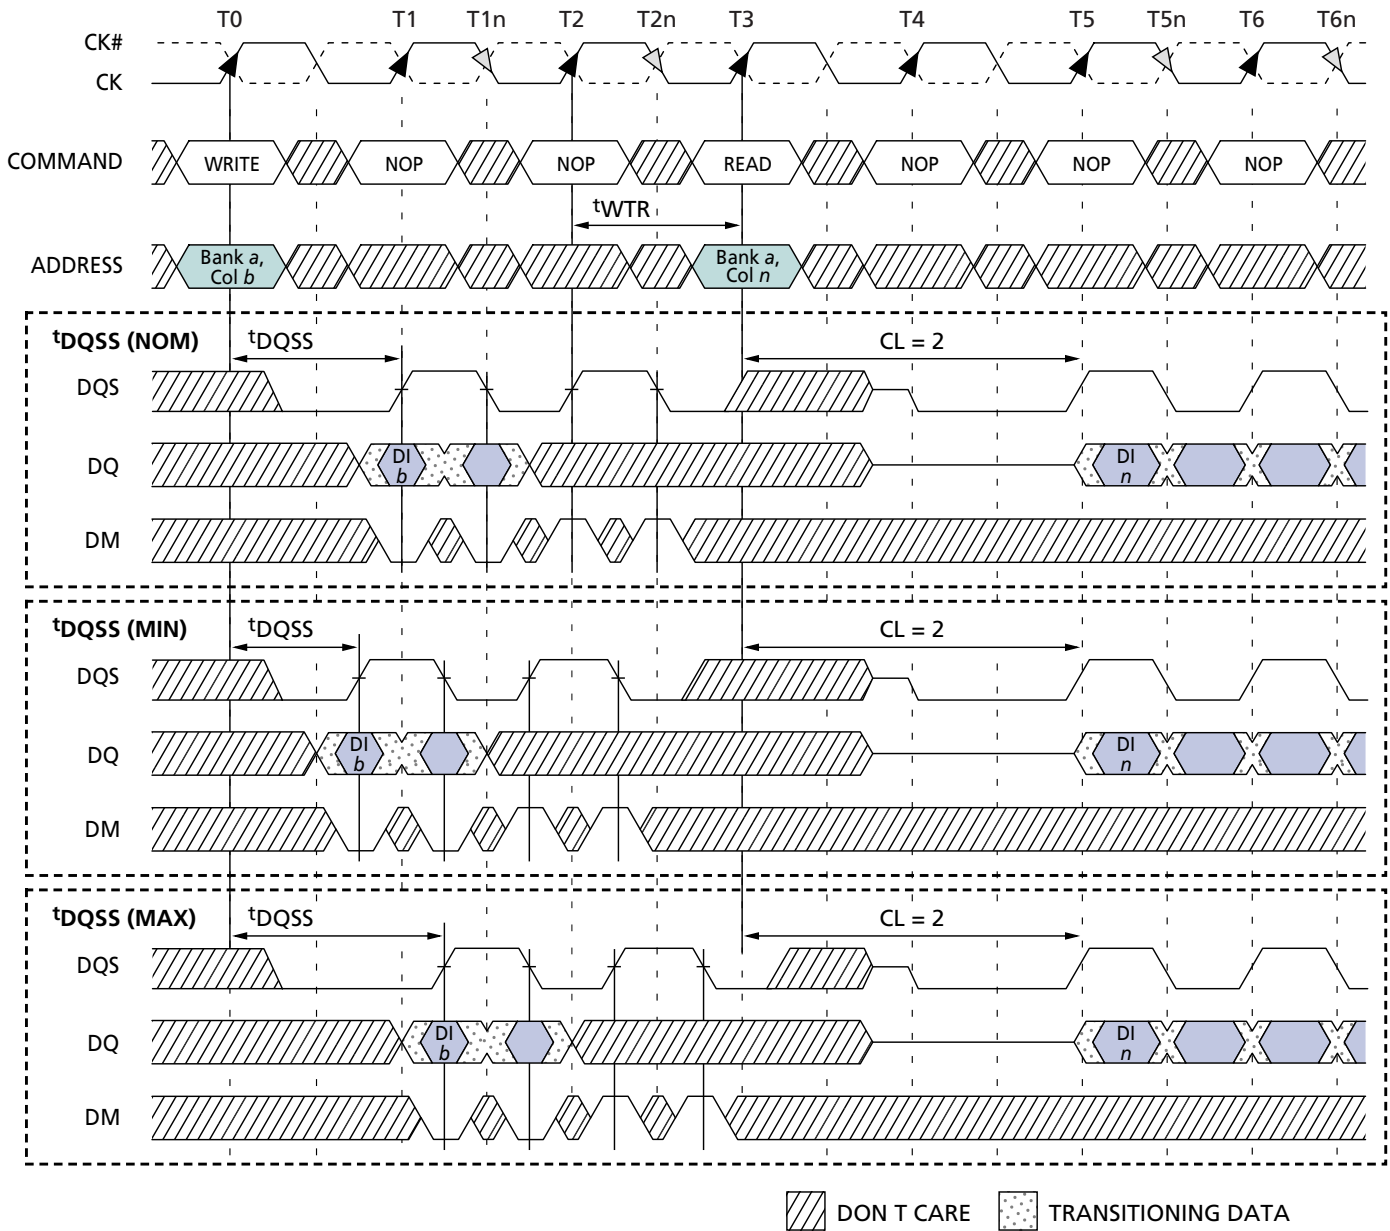 T0 T1 T1n T2 T2n T3 T4 T5 T5n T6 T6n
CK#
CK
COMMAND WRITE NOP NOP READ NOP NOP NOP
tWTR
ADDRESS Bank a, Col b Bank a, Col n
tDQSS (NOM) tDQSS CL = 2
DQS
DQ DI b DI n
DM
tDQSS (MIN) tDQSS CL = 2
DQS
DQ DI b DI n
DM
tDQSS (MAX) tDQSS CL = 2
DQS
DQ DI b DI n
DM
DON T CARE TRANSITIONING DATA